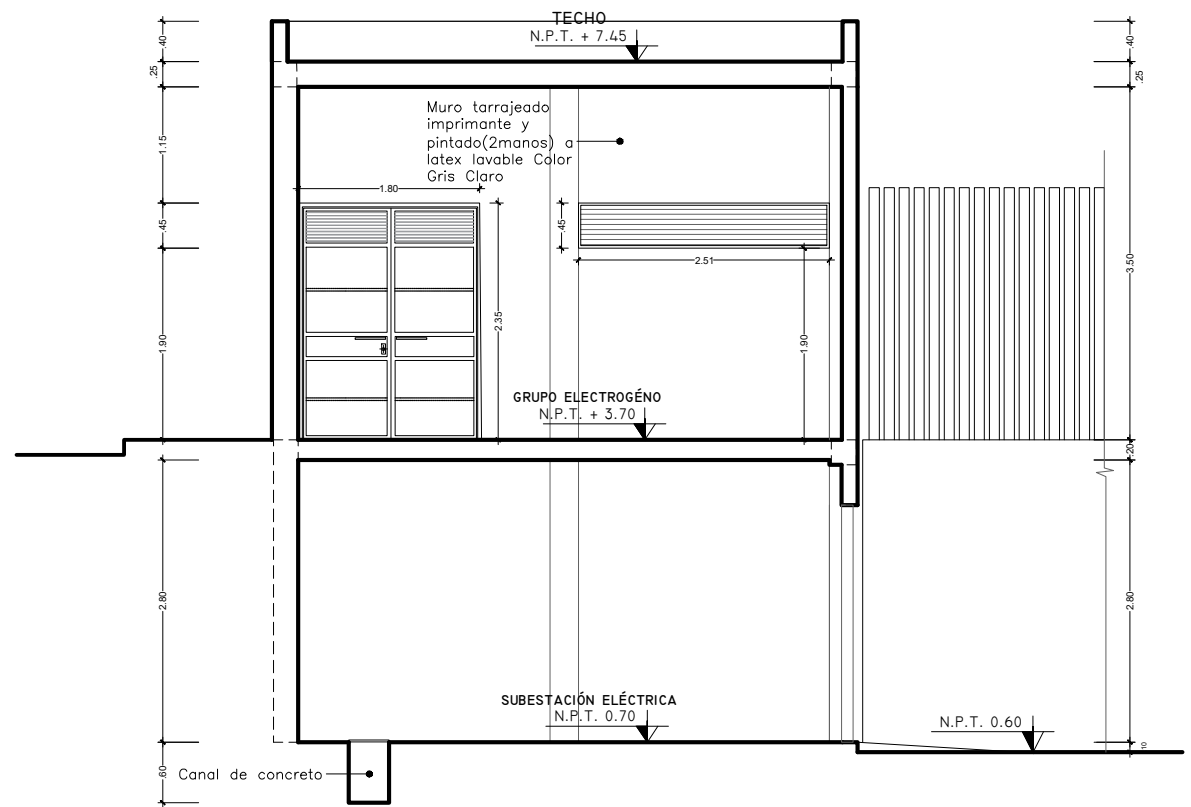 TECHO
N.P.T. + 7.45
.40
.25
1.15
.45
1.90
2.80
.60
Muro tarrajeado
imprimante y
pintado(2manos) a
latex lavable Color
Gris Claro
1.80
.45
2.51
2.35
1.90
GRUPO ELECTROGÉNO
N.P.T. + 3.70
SUBESTACIÓN ELÉCTRICA
N.P.T. 0.70
N.P.T. 0.60
Canal de concreto
.40
.25
3.50
.20
2.80
.10